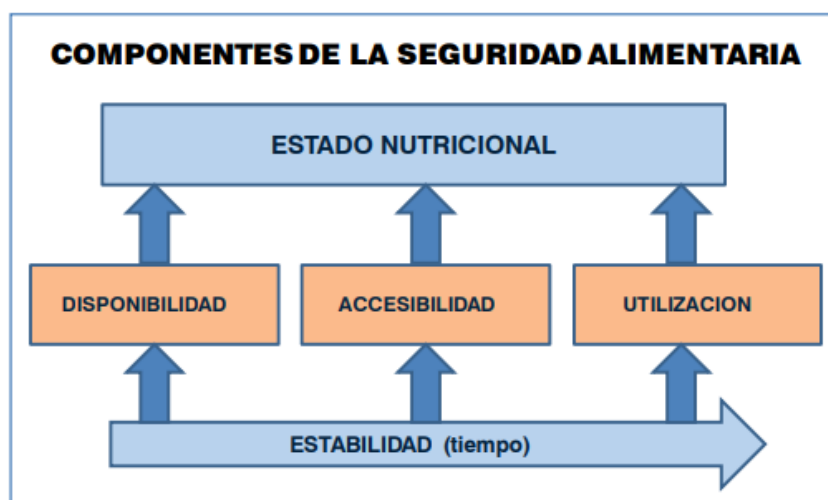 COMPONENTES DE LA SEGURIDAD ALIMENTARIA
ESTADO NUTRICIONAL
DISPONIBILIDAD
ACCESIBILIDAD
UTILIZACION
ESTABILIDAD (tiempo)